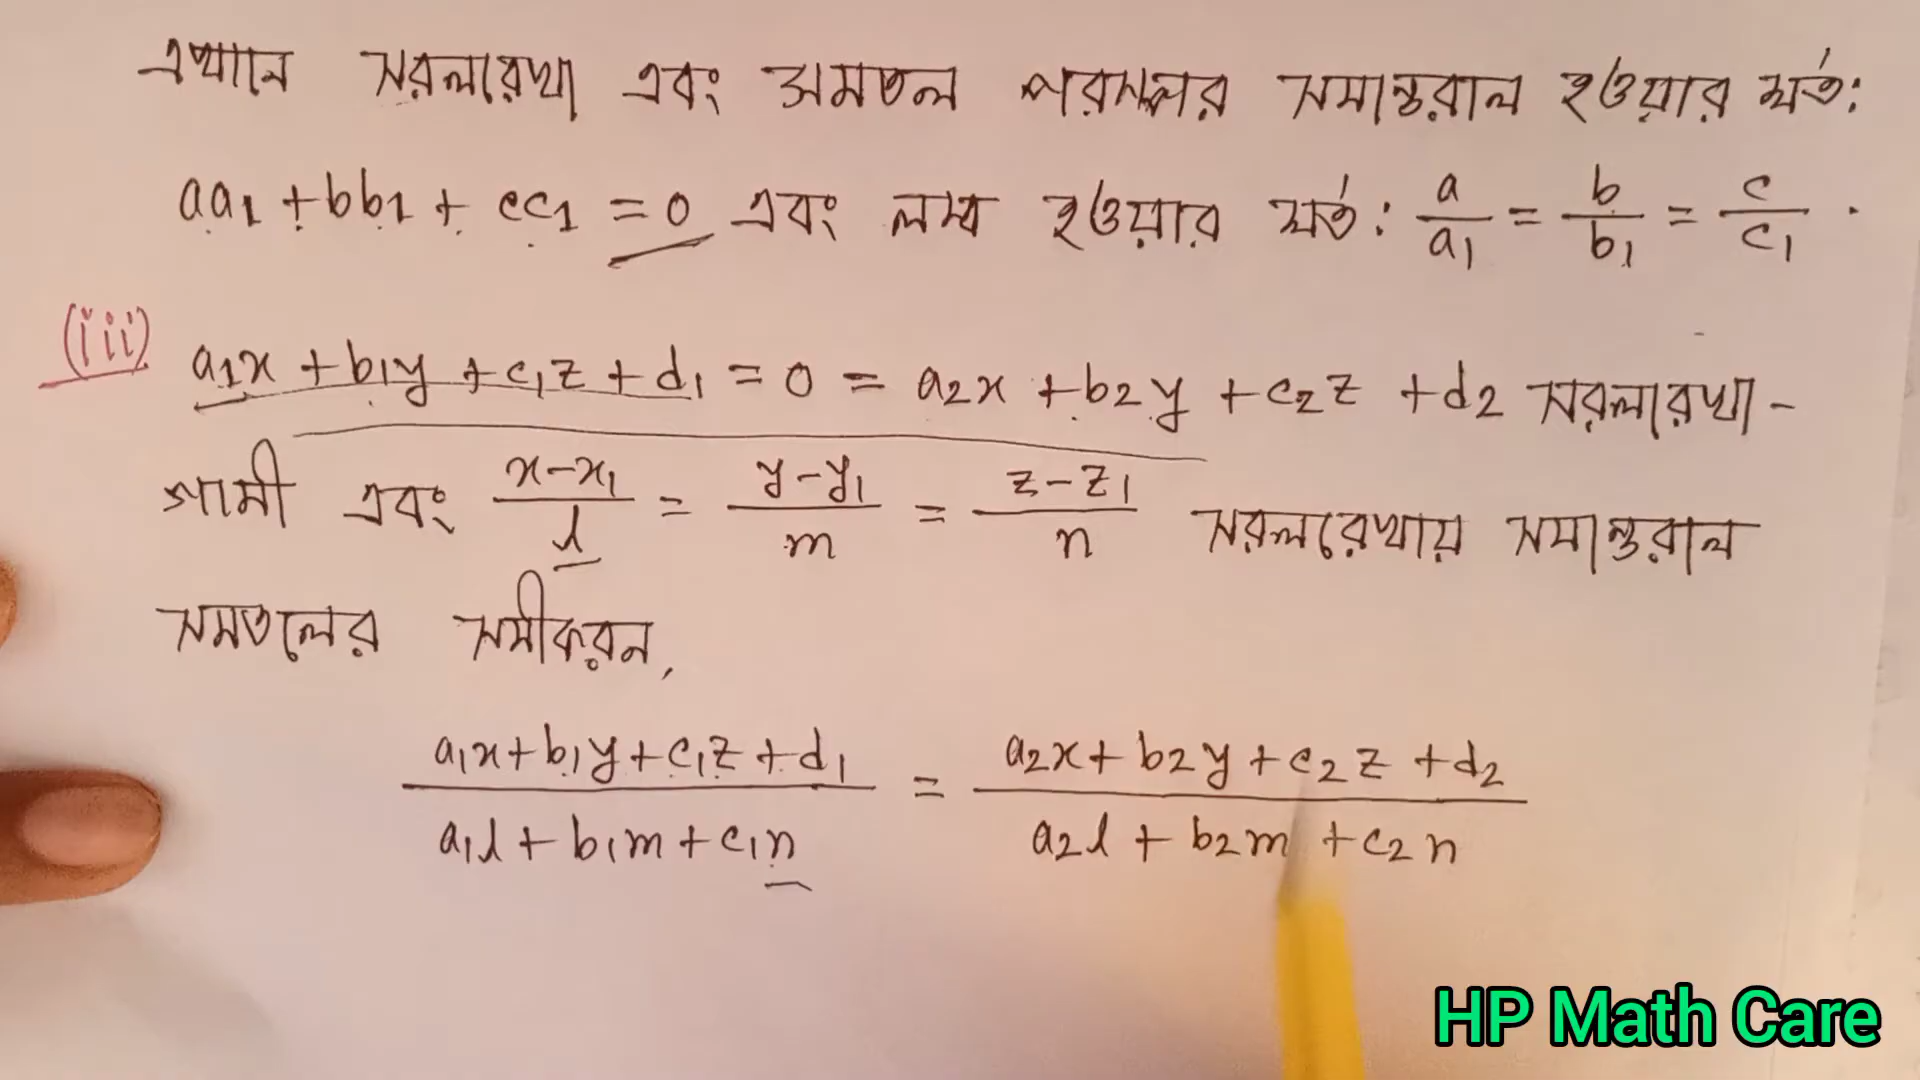 এখানে সরলরেখা এবং সমতল পরস্পর সমান্তরাল হওয়ার শর্ত:
aa₁ + bb₁ + cc₁ = 0 এবং লম্ব হওয়ার শর্ত: a/a₁ = b/b₁ = c/c₁ .
(iii) a₁x + b₁y + c₁z + d₁ = 0 = a₂x + b₂y + c₂z + d₂ সরলরেখা-
গামী এবং x-x₁/l = y-y₁/m = z-z₁/n সরলরেখায় সমান্তরাল
সমতলের সমীকরন,
a₁x+b₁y+c₁z+d₁/a₁l+b₁m+c₁n = a₂x+b₂y+c₂z+d₂/a₂l+b₂m+c₂n
HP Math Care